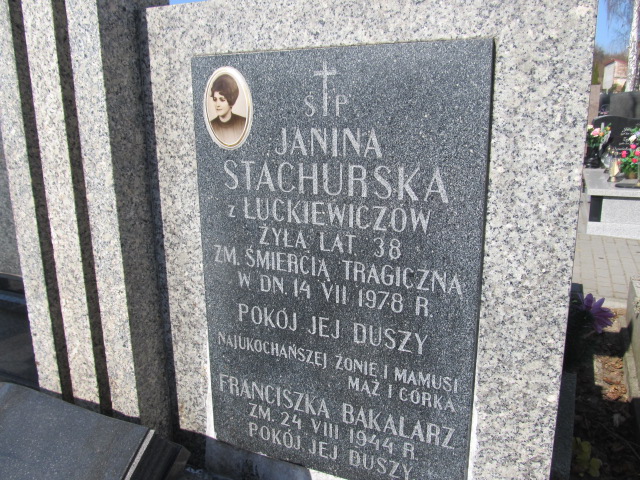 Ś P
JANINA
STACHURSKA
z ŁUCKIEWICZÓW
ŻYŁA LAT 38
ZM. ŚMIERCIĄ TRAGICZNĄ
W DN. 14 VII 1978 R.
POKÓJ JEJ DUSZY
NAJUKOCHAŃSZEJ ŻONIE I MAMUSI
MĄŻ I CÓRKA
FRANCISZKA BAKALARZ
ZM. 24 VIII 1944 R.
POKÓJ JEJ DUSZY